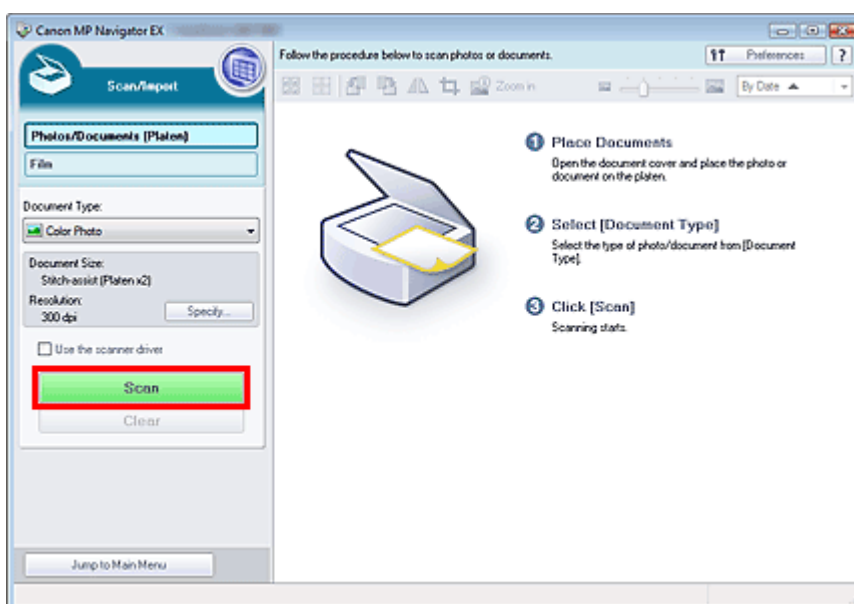 Canon MP Navigator EX
Scan/Import
Follow the procedure below to scan photos or documents.
Preferences
?
Zoom in
By Date
Photos/Documents (Platen)
Film
Document Type:
Color Photo
Document Size:
Stitch-assist (Platen x2)
Resolution:
300 dpi
Specify...
Use the scanner driver
Scan
Clear
Jump to Main Menu
1 Place Documents
Open the document cover and place the photo or
document on the platen.
2 Select [Document Type]
Select the type of photo/document from [Document
Type].
3 Click [Scan]
Scanning starts.